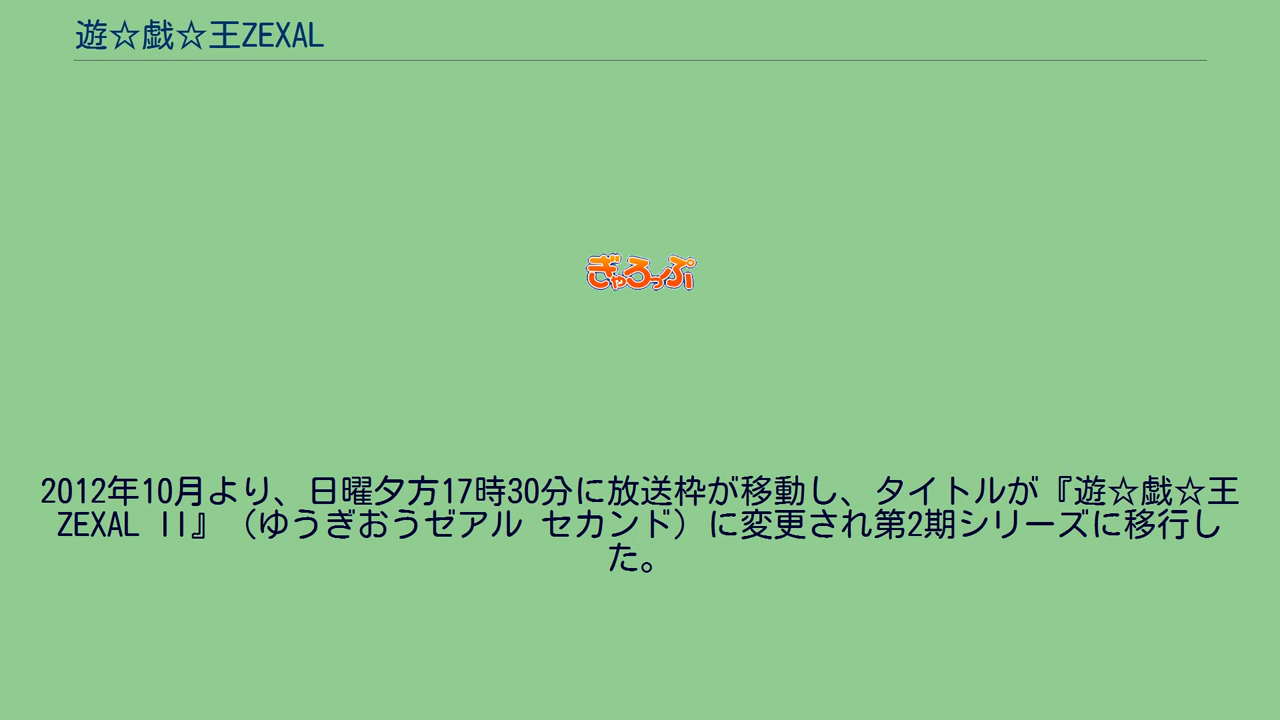 遊☆戯☆王ZEXAL
ぎゃろっぷ
2012年10月より、日曜夕方17時30分に放送枠が移動し、タイトルが『遊☆戯☆王
ZEXAL II』（ゆうぎおうゼアル セカンド）に変更され第2期シリーズに移行し
た。